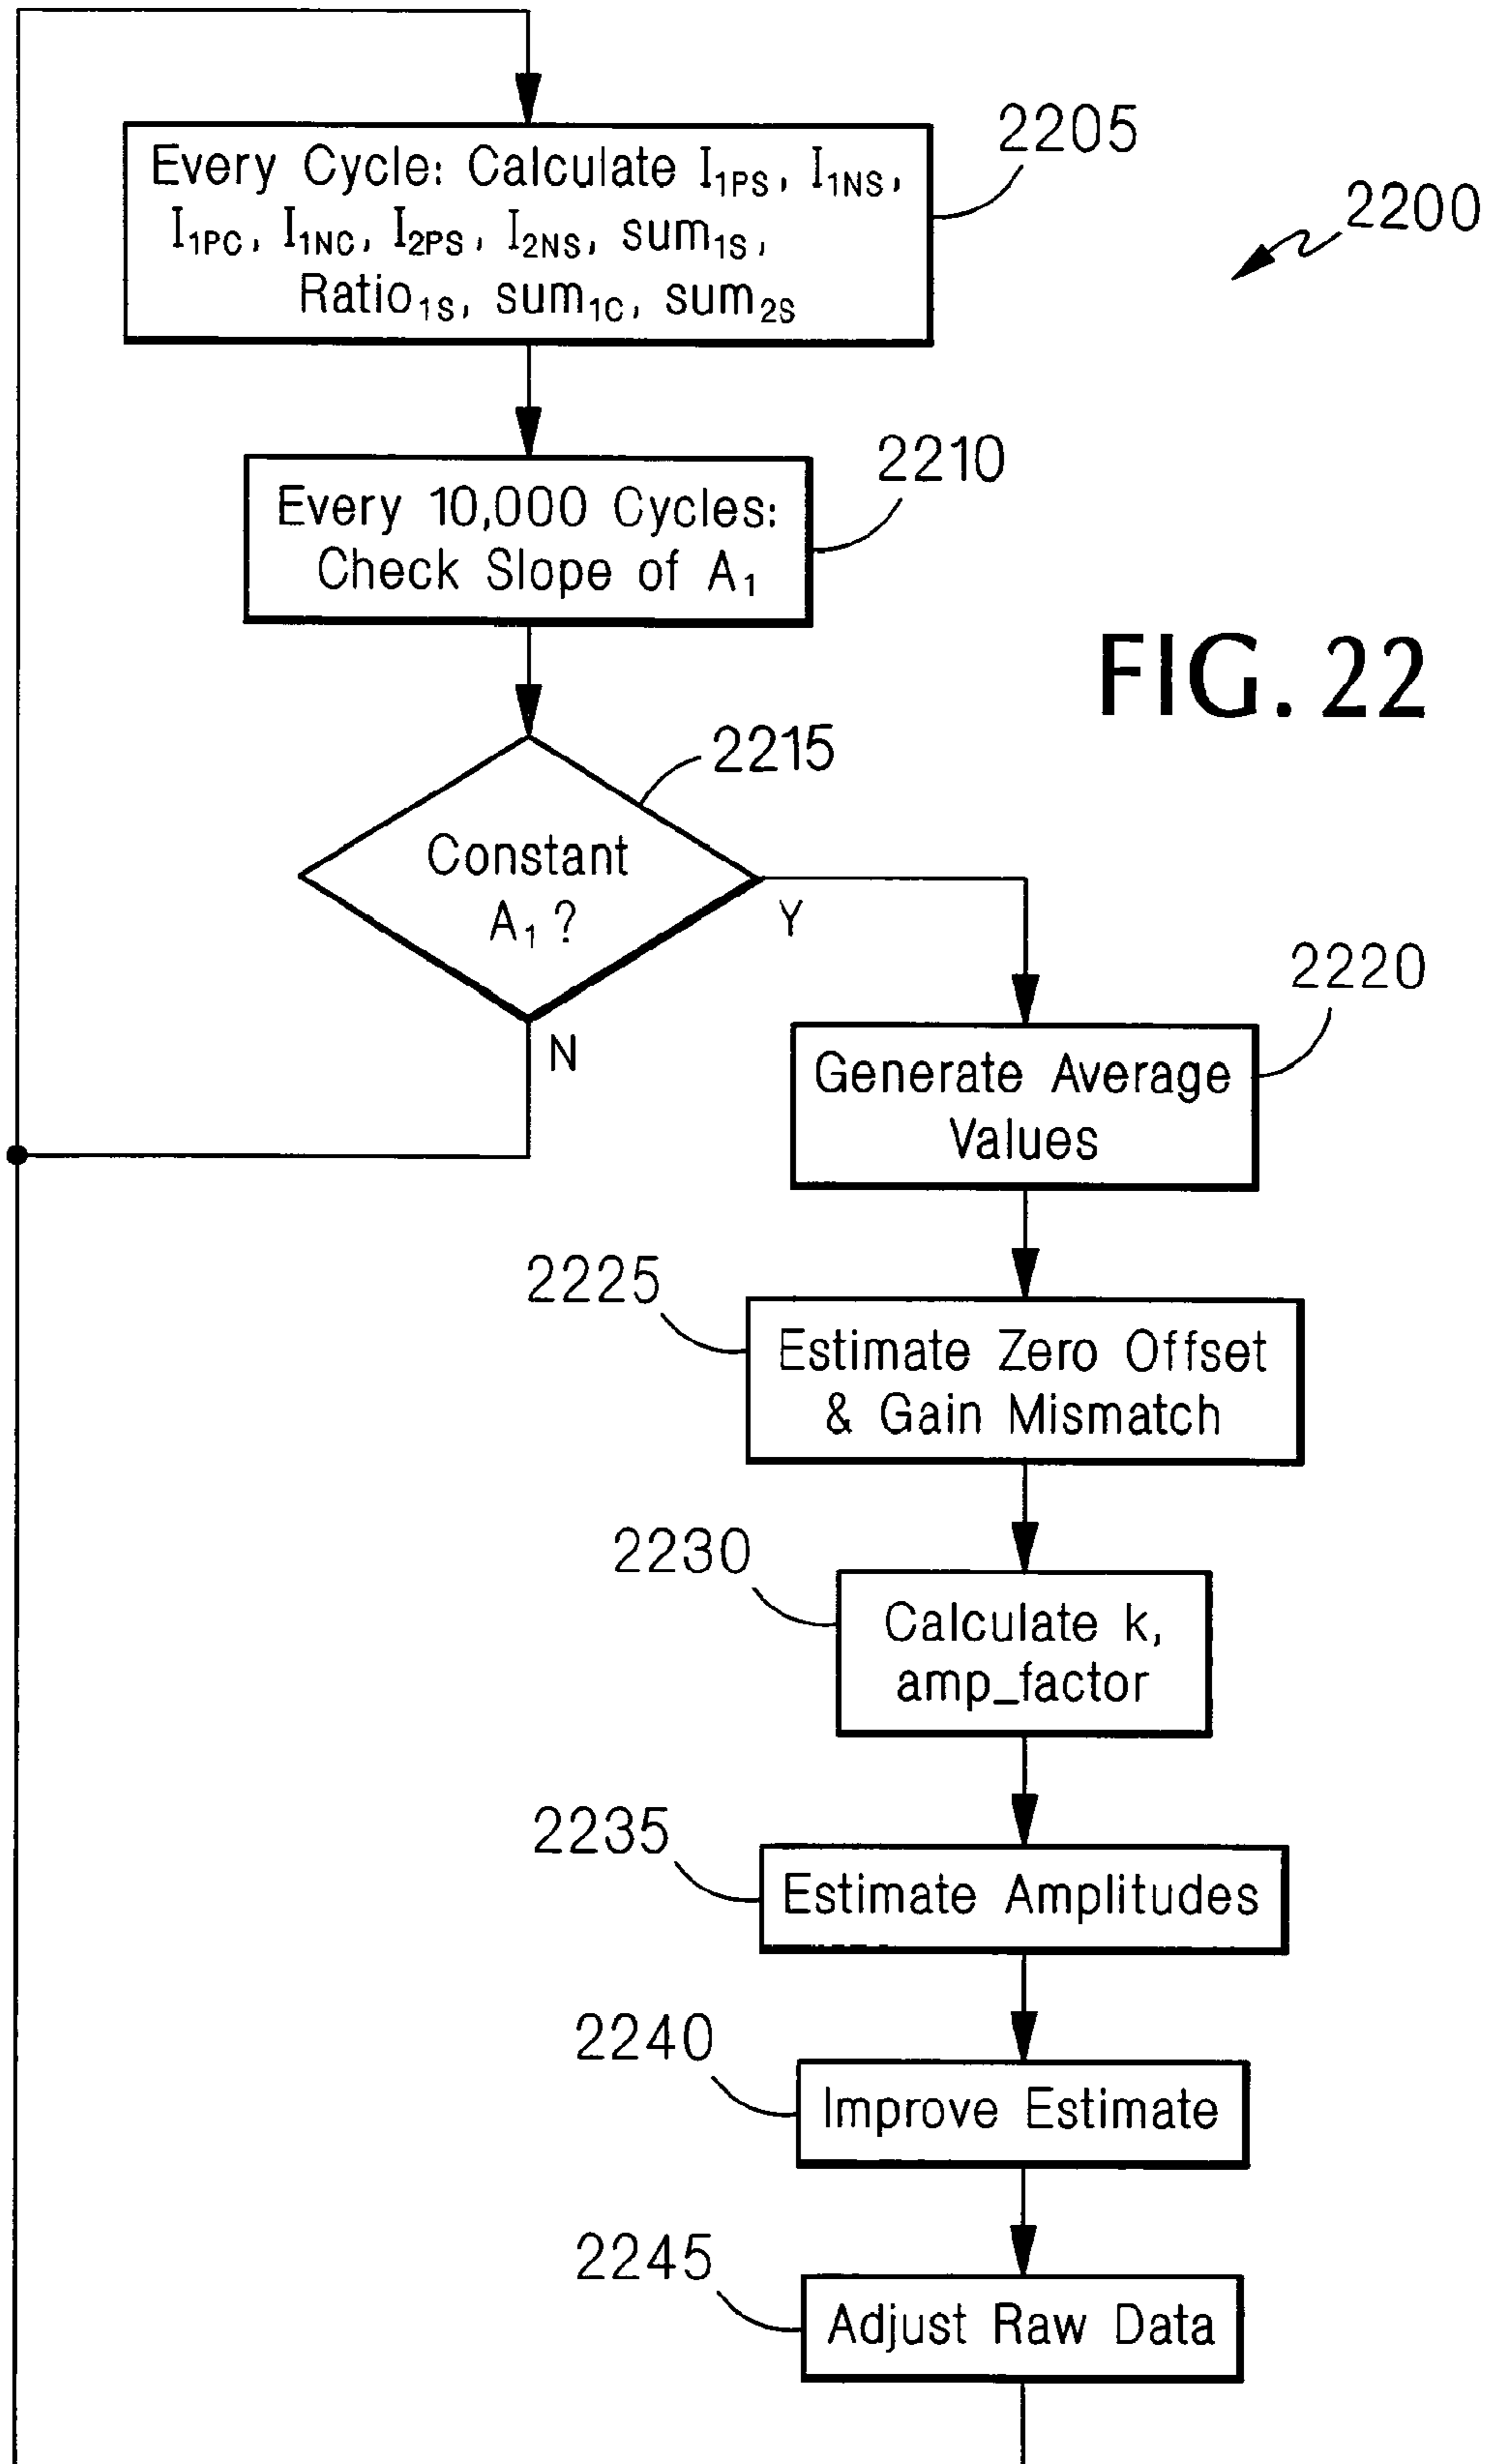 2205
Every Cycle: Calculate I1PS, I1NS,
I1PC, I1NC, I2PS, I2NS, sum1S,
Ratio1S, sum1C, sum2S
2200
2210
Every 10,000 Cycles:
Check Slope of A1
FIG. 22
2215
Constant
A1 ?
Y
N
2220
Generate Average
Values
2225
Estimate Zero Offset
& Gain Mismatch
2230
Calculate k,
amp_factor
2235
Estimate Amplitudes
2240
Improve Estimate
2245
Adjust Raw Data